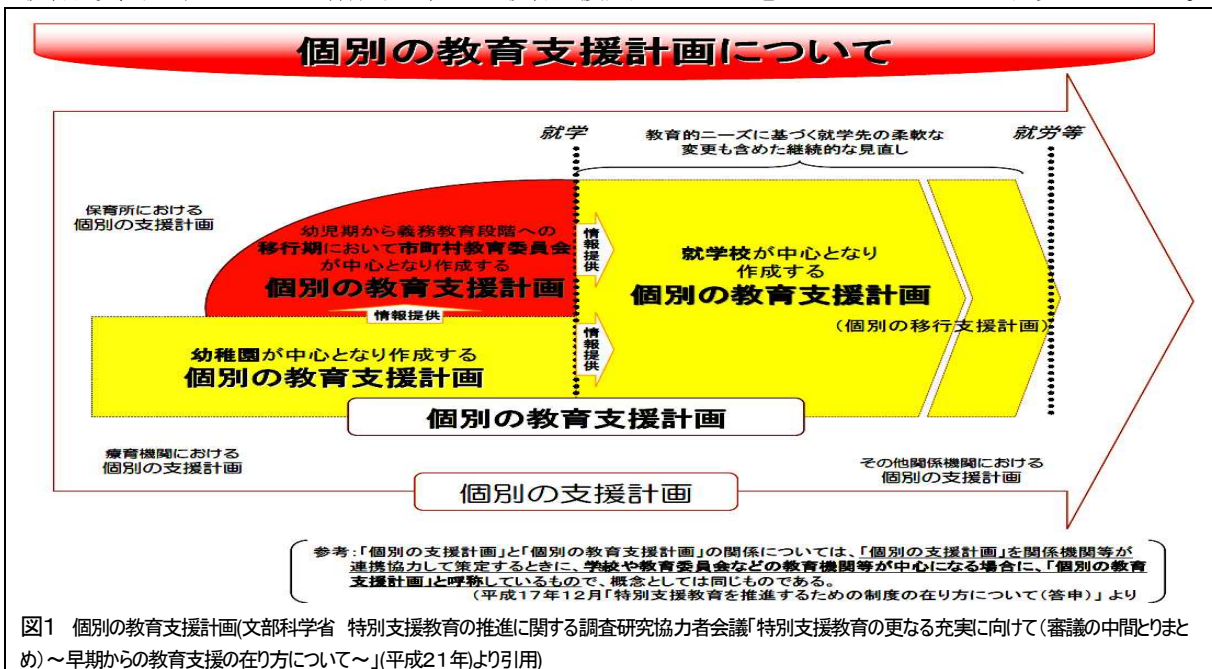 個別の教育支援計画について
就学
教育的ニーズに基づく就学先の柔軟な
変更も含めた継続的な見直し
就労等
保育所における
個別の支援計画
幼児期から義務教育段階への
移行期において市町村教育委員会
が中心となり作成する
個別の教育支援計画
情報提供
情報提供
就学校が中心となり
作成する
個別の教育支援計画
(個別の移行支援計画)
幼稚園が中心となり作成する
個別の教育支援計画
情報提供
個別の教育支援計画
療育機関における
個別の支援計画
その他関係機関における
個別の支援計画
個別の支援計画
参考:「個別の支援計画」と「個別の教育支援計画」の関係については、「個別の支援計画」を関係機関等が
連携協力して策定するときに、学校や教育委員会などの教育機関等が中心になる場合に、「個別の教育
支援計画」と呼称しているもので、概念としては同じものである。
(平成17年12月「特別支援教育を推進するための制度の在り方について(答申)」より
図1 個別の教育支援計画(文部科学省 特別支援教育の推進に関する調査研究協力者会議「特別支援教育の更なる充実に向けて(審議の中間とりまと
め)~早期からの教育支援の在り方について~」(平成21年)より引用)